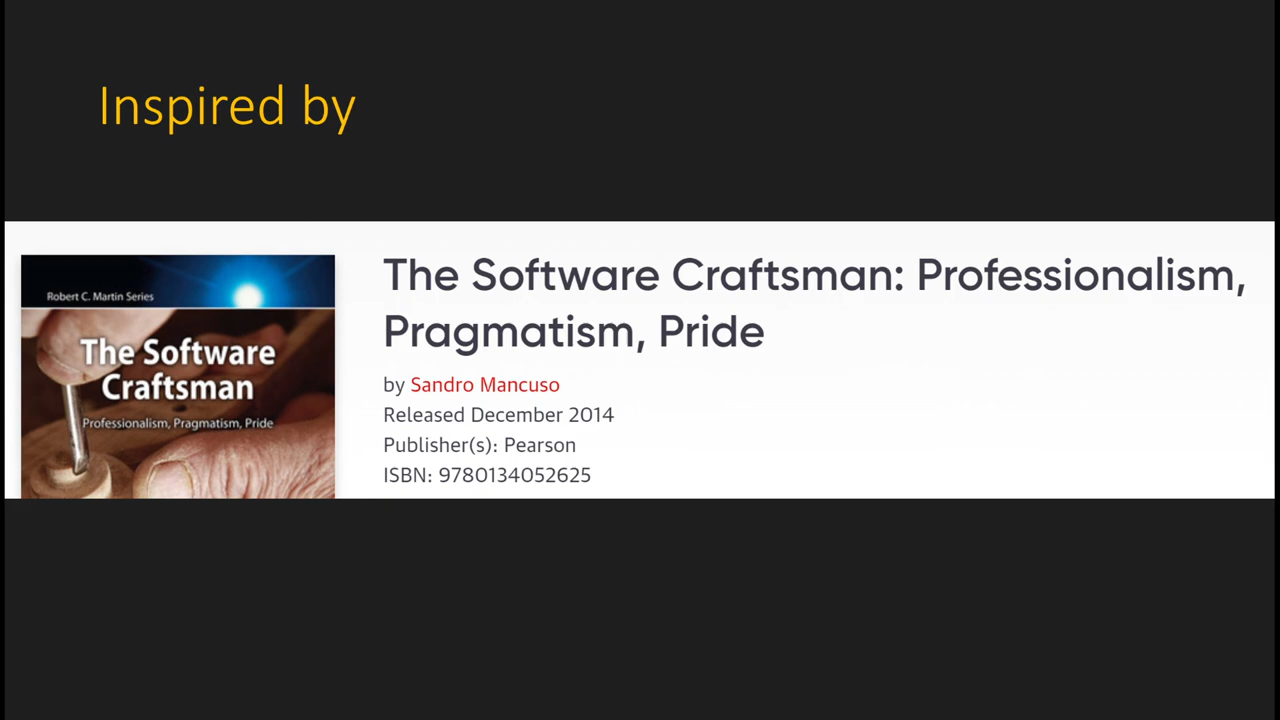 Inspired by
Robert C. Martin Series
The Software
Craftsman
Professionalism, Pragmatism, Pride
The Software Craftsman: Professionalism,
Pragmatism, Pride
by Sandro Mancuso
Released December 2014
Publisher(s): Pearson
ISBN: 9780134052625